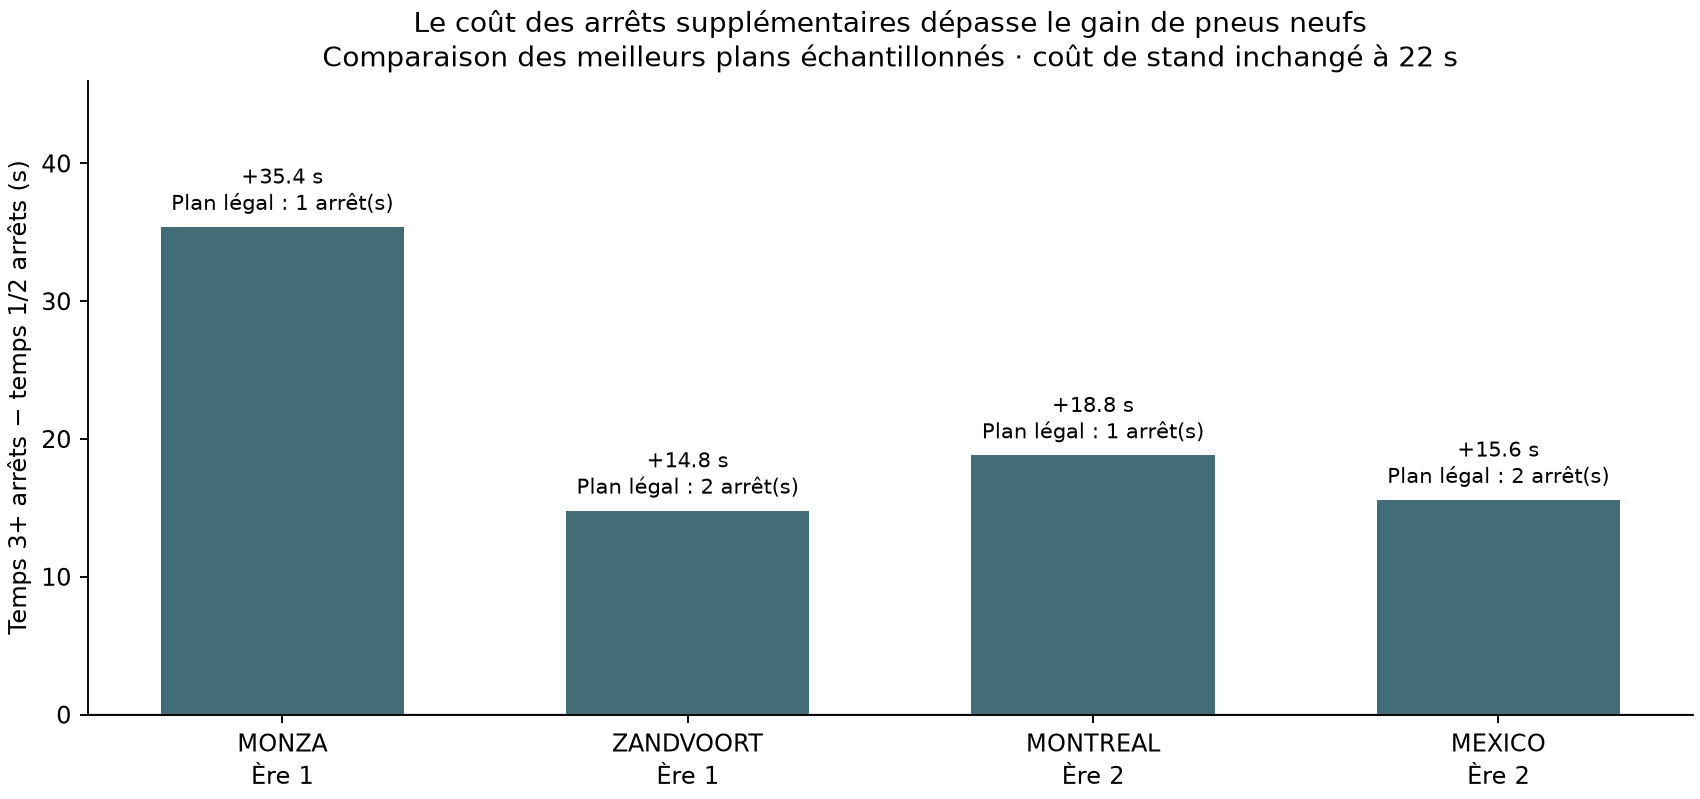 Le coût des arrêts supplémentaires dépasse le gain de pneus neufs
Comparaison des meilleurs plans échantillonnés · coût de stand inchangé à 22 s
Temps 3+ arrêts − temps 1/2 arrêts (s)
40
30
20
10
0
+35.4 s
Plan légal : 1 arrêt(s)
+14.8 s
Plan légal : 2 arrêt(s)
+18.8 s
Plan légal : 1 arrêt(s)
+15.6 s
Plan légal : 2 arrêt(s)
MONZA
Ère 1
ZANDVOORT
Ère 1
MONTREAL
Ère 2
MEXICO
Ère 2